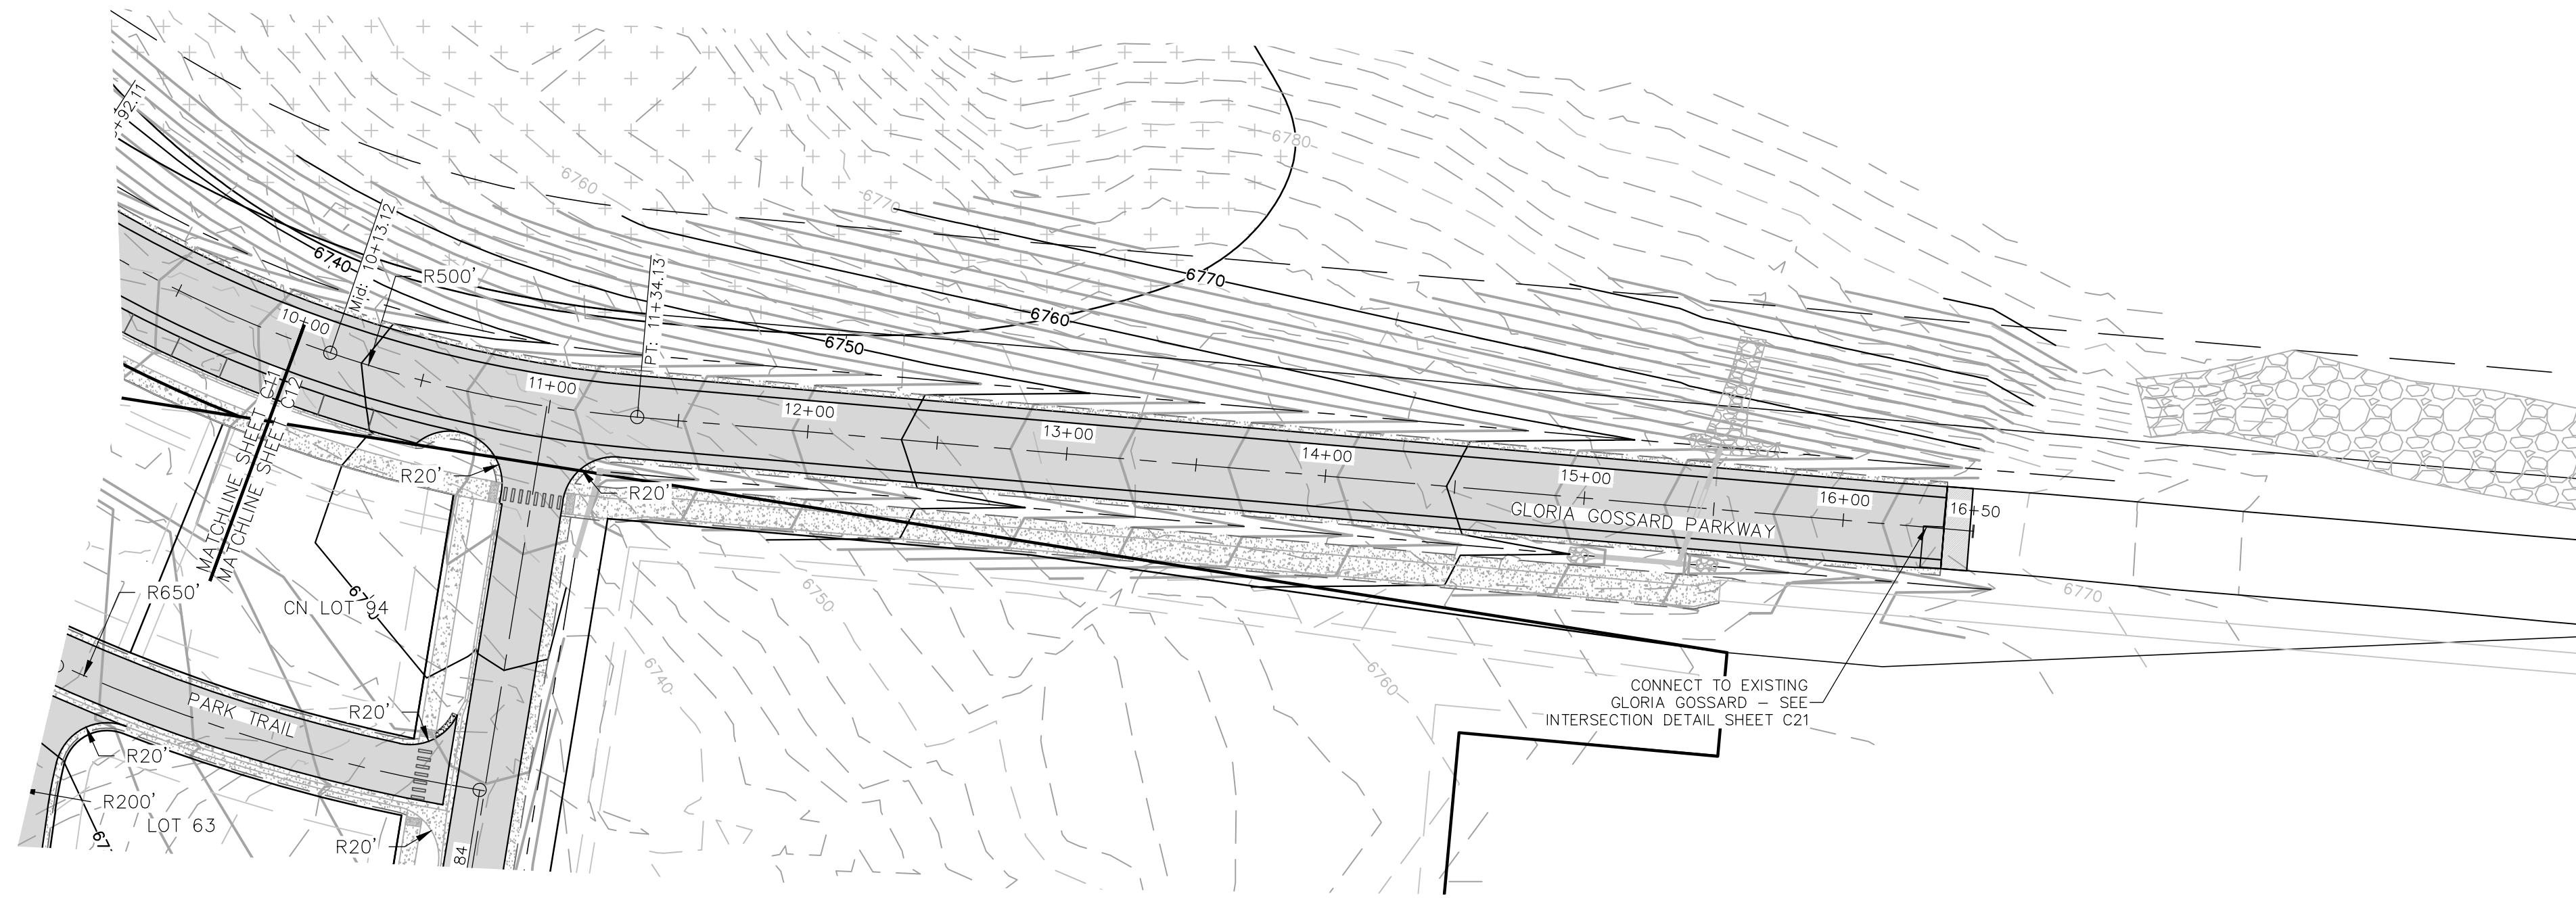 6780
6760
6770
+92.11
Mid: 10+13.12
6740
R500'
PT: 11+34.13
6770
6760
10+00
6750
11+00
12+00
13+00
14+00
15+00
16+00
16+50
GLORIA GOSSARD PARKWAY
MATCHLINE SHEET C11
MATCHLINE SHEET C12
R20'
R20'
R650'
CN LOT 94
6750
6740
6760
6770
CONNECT TO EXISTING
GLORIA GOSSARD – SEE
INTERSECTION DETAIL SHEET C21
PARK TRAIL
R20'
R20'
R200'
LOT 63
R20'
84